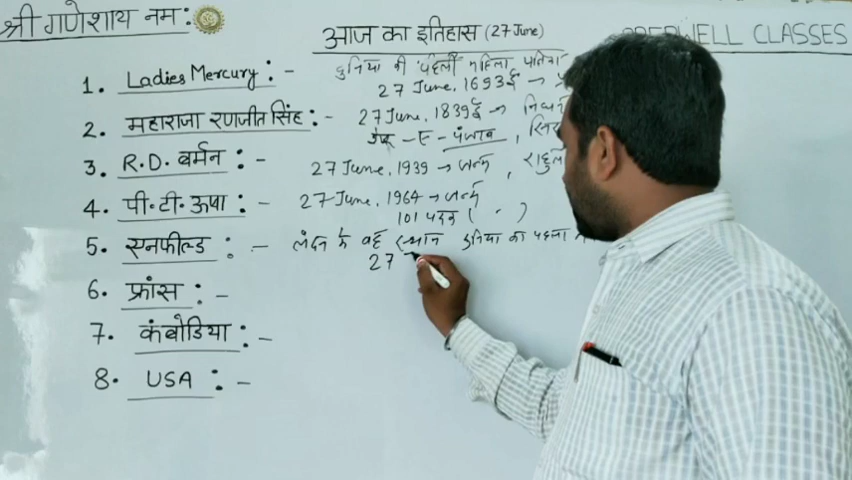 श्री गणेशाय नमः
आज का इतिहास (27 June)
CLASSES
1. Ladies Mercury : - दुनिया की पहली महिला
27 June, 1693ई →
2. महाराजा रणजीत सिंह : - 27 June, 1839ई →
- ए - पंजाब,
3. R.D. बर्मन : - 27 June, 1939 → जन्म,
4. पी.टी. ऊषा : - 27 June, 1964 → जन्म
101 पदक ( " )
5. एनफील्ड : - लंदन के वह स्थान दुनिया का पहला
27
6. फ्रांस : -
7. कंबोडिया : -
8. USA : -